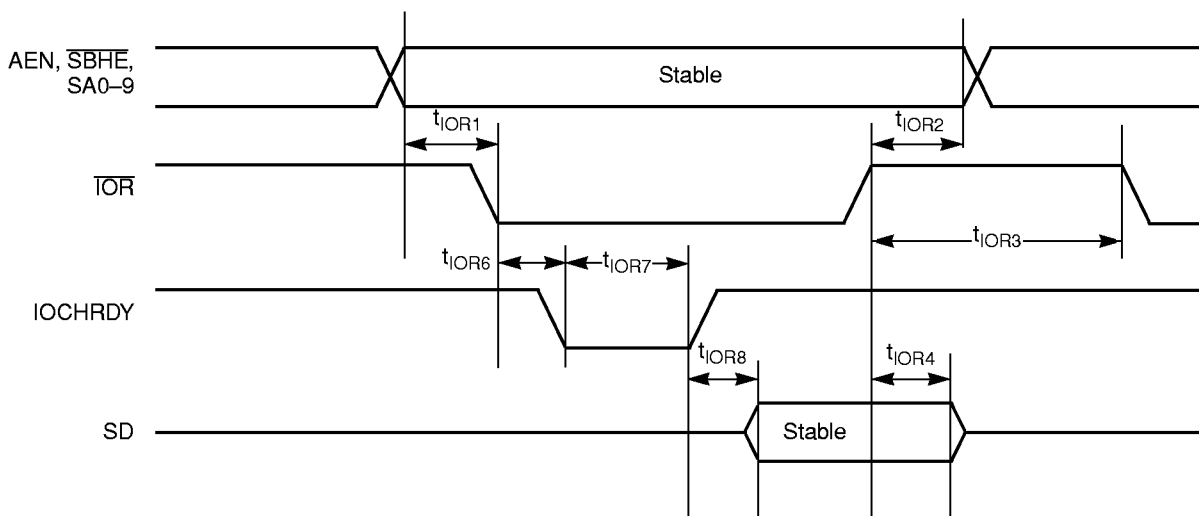 AEN, SBHE,
SA0–9
Stable
tIOR1
tIOR2
IOR
tIOR3
tIOR6
tIOR7
IOCHRDY
tIOR8
tIOR4
SD
Stable